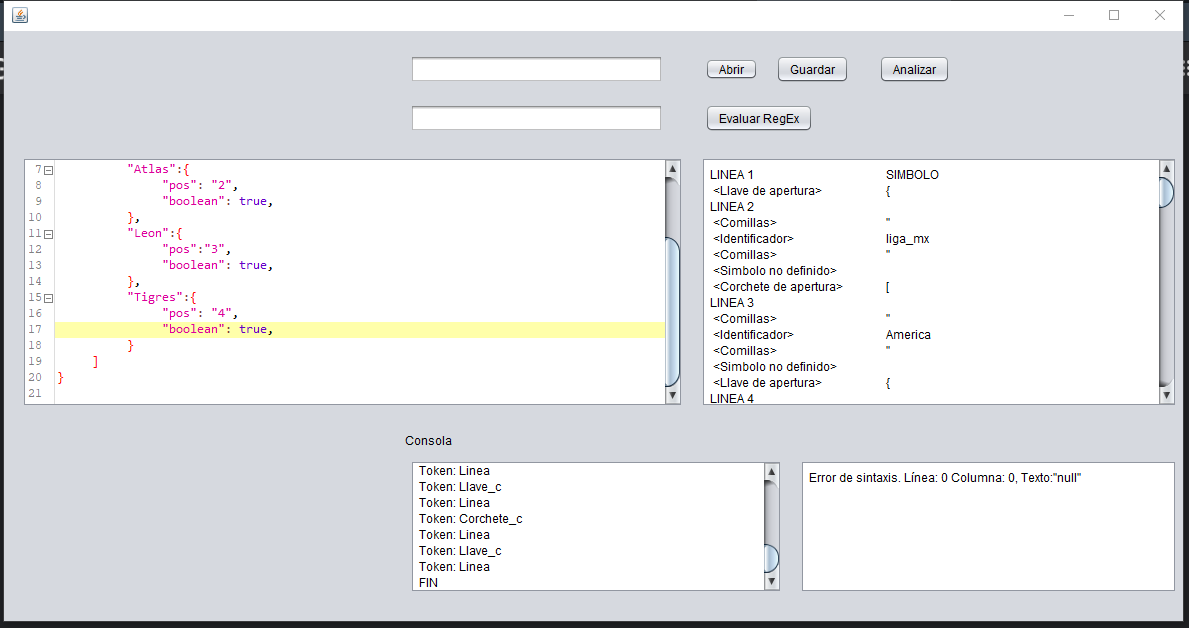 Abrir Guardar Analizar
Evaluar RegEx
7 "Atlas":{
8 "pos": "2",
9 "boolean": true,
10 },
11 "Leon":{
12 "pos":"3",
13 "boolean": true,
14 },
15 "Tigres":{
16 "pos": "4",
17 "boolean": true,
18 }
19 ]
20 }
21
LINEA 1 SIMBOLO
<Llave de apertura> {
LINEA 2
<Comillas> "
<Identificador> liga_mx
<Comillas> "
<Simbolo no definido>
<Corchete de apertura> [
LINEA 3
<Comillas> "
<Identificador> America
<Comillas> "
<Simbolo no definido>
<Llave de apertura> {
LINEA 4
Consola
Token: Linea
Token: Llave_c
Token: Linea
Token: Corchete_c
Token: Linea
Token: Llave_c
Token: Linea
FIN
Error de sintaxis. Línea: 0 Columna: 0, Texto:"null"